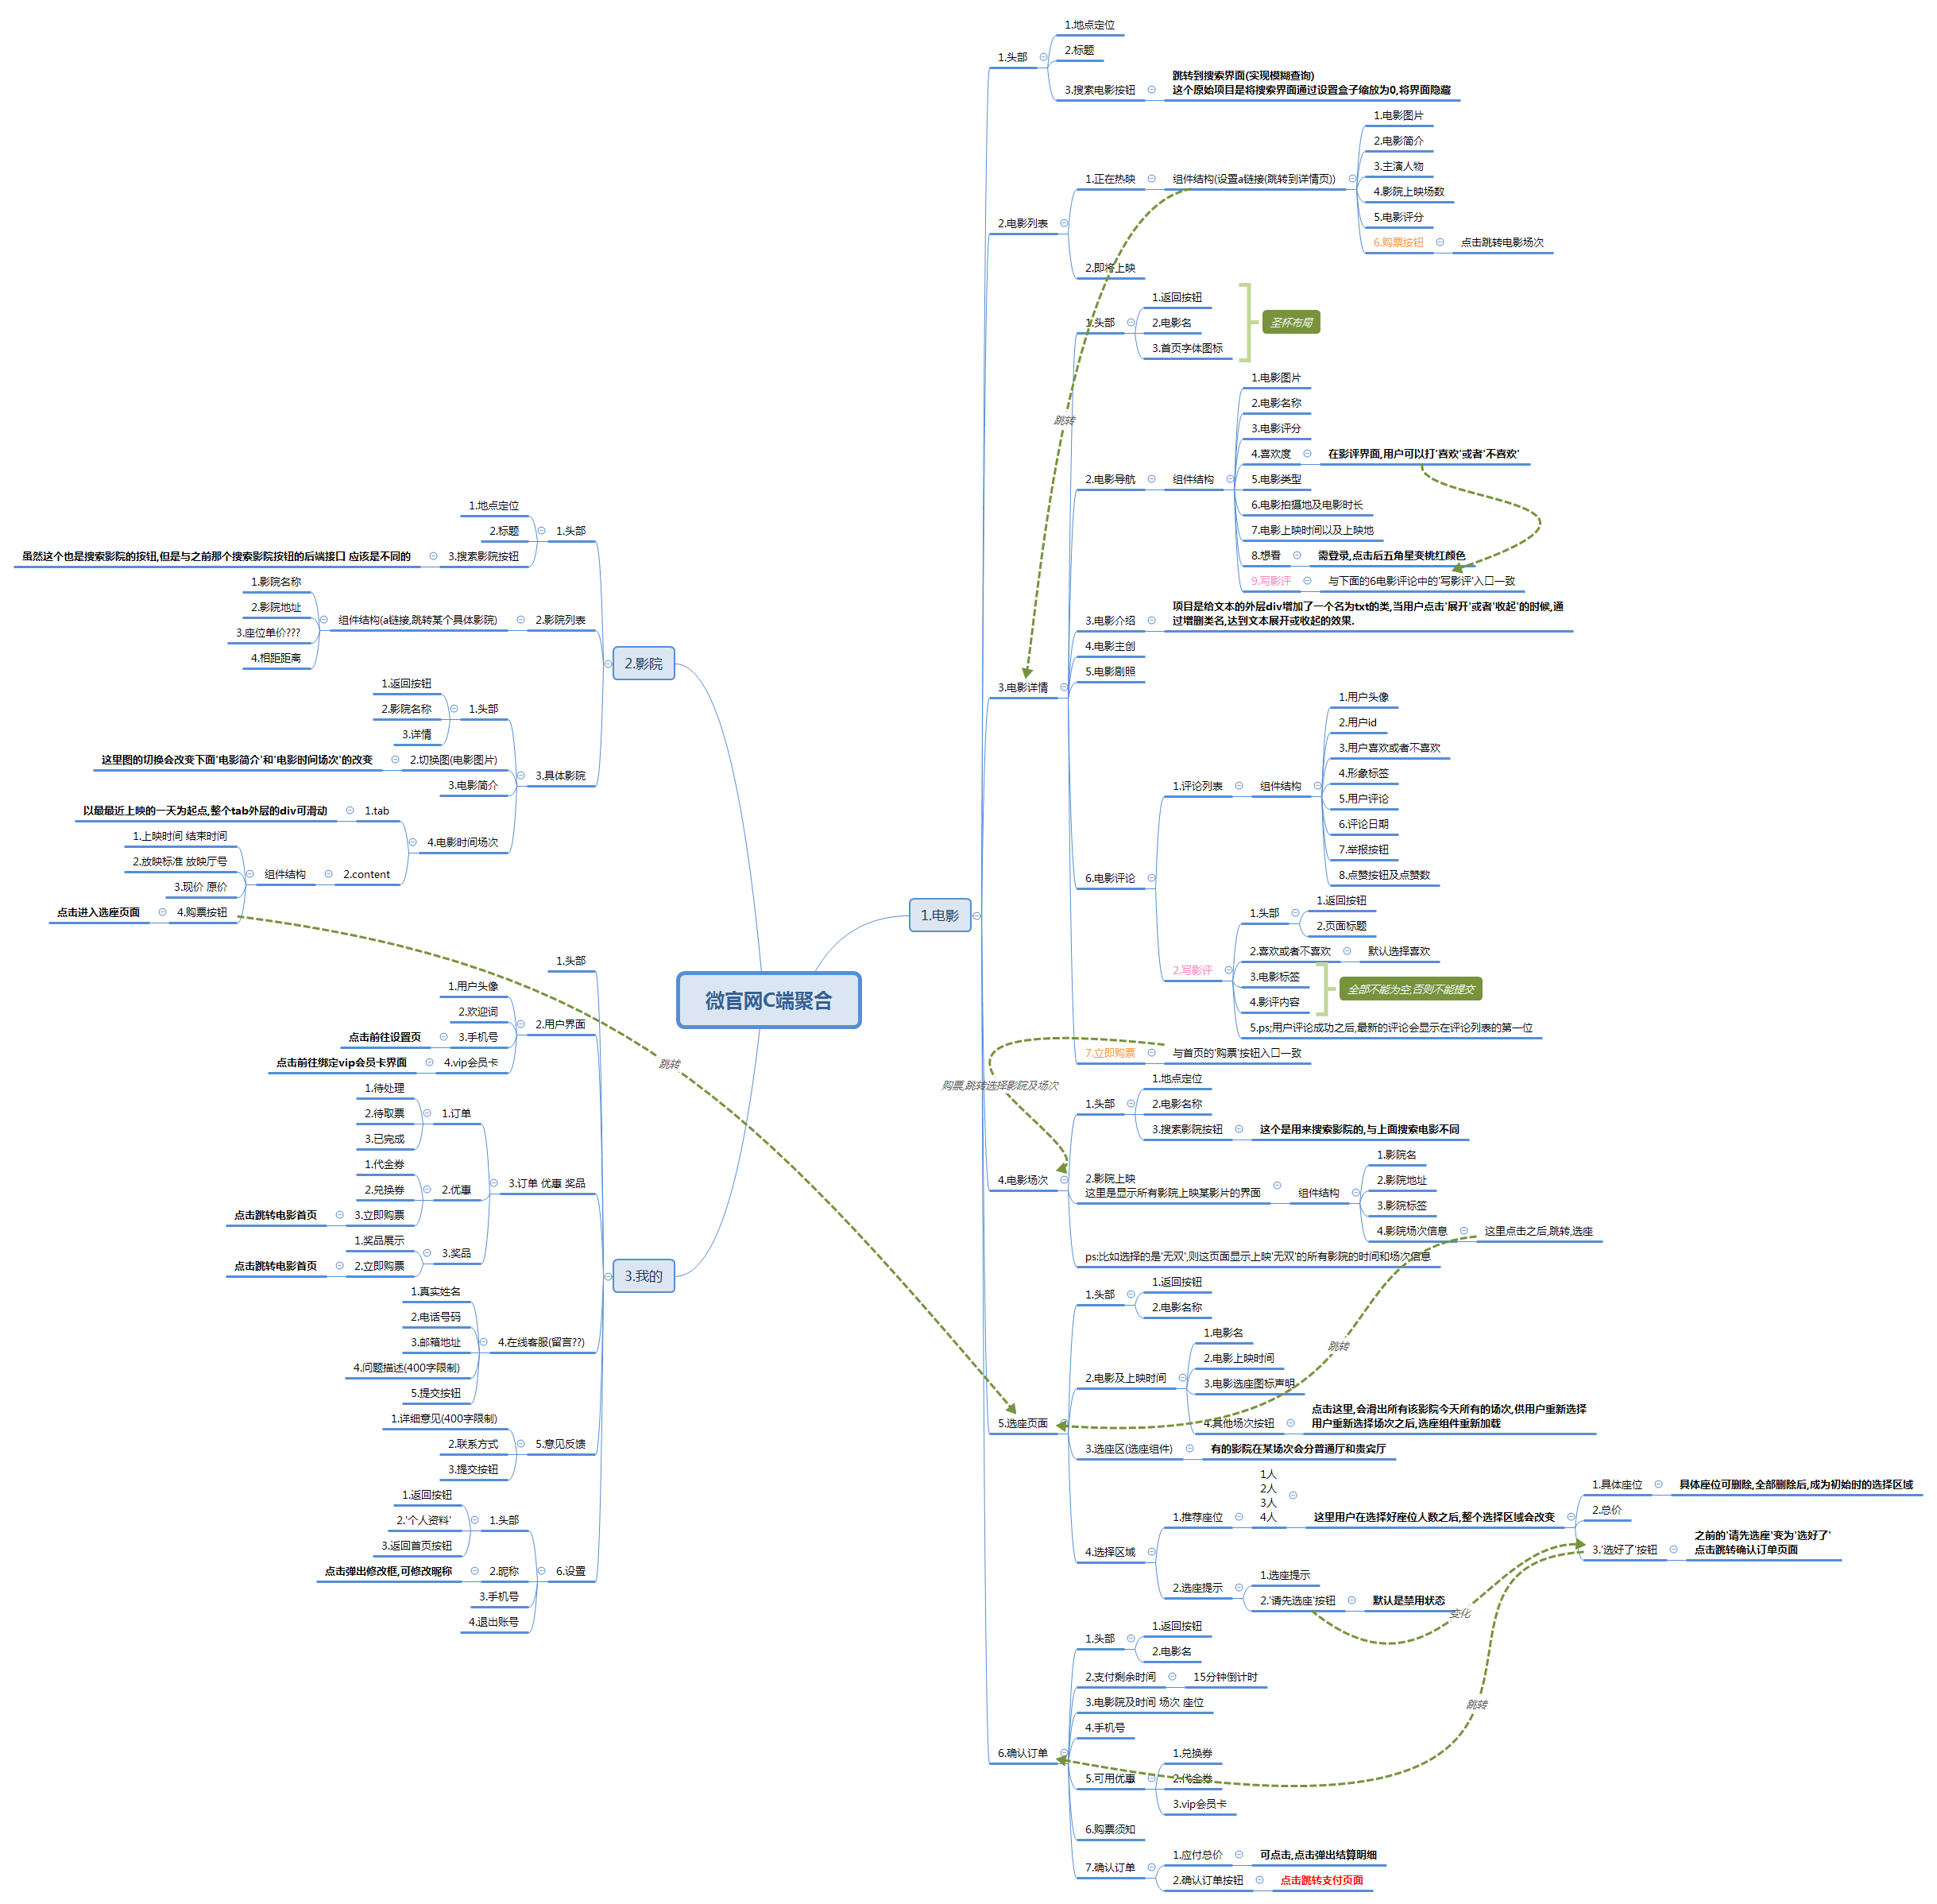 微官网C端聚合
1.电影
1.头部
1.地点定位
2.标题
3.搜素电影按钮
跳转到搜索界面(实现模糊查询)
这个原始项目是将搜索界面通过设置盒子缩放为0,将界面隐藏
2.电影列表
1.正在热映
组件结构(设置a链接(跳转到详情页))
1.电影图片
2.电影简介
3.主演人物
4.影院上映场数
5.电影评分
6.购票按钮
点击跳转电影场次
2.即将上映
跳转
3.电影详情
1.头部
1.返回按钮
2.电影名
3.首页字体图标
圣杯布局
2.电影导航
组件结构
1.电影图片
2.电影名称
3.电影评分
4.喜欢度
在影评界面,用户可以打'喜欢'或者'不喜欢'
5.电影类型
6.电影拍摄地及电影时长
7.电影上映时间以及上映地
8.想看
需登录,点击后五角星变桃红颜色
9.写影评
与下面的6电影评论中的'写影评'入口一致
3.电影介绍
项目是给文本的外层div增加了一个名为txt的类,当用户点击'展开'或者'收起'的时候,通
过增删类名,达到文本展开或收起的效果.
4.电影主创
5.电影剧照
6.电影评论
1.评论列表
组件结构
1.用户头像
2.用户id
3.用户喜欢或者不喜欢
4.形象标签
5.用户评论
6.评论日期
7.举报按钮
8.点赞按钮及点赞数
2.写影评
1.头部
1.返回按钮
2.页面标题
2.喜欢或者不喜欢
默认选择喜欢
3.电影标签
4.影评内容
全部不能为空,否则不能提交
5.ps;用户评论成功之后,最新的评论会显示在评论列表的第一位
7.立即购票
与首页的'购票'按钮入口一致
购票,跳转选择影院及场次
4.电影场次
1.头部
1.地点定位
2.电影名称
3.搜索影院按钮
这个是用来搜索影院的,与上面搜索电影不同
2.影院上映
这里是显示所有影院上映某影片的界面
组件结构
1.影院名
2.影院地址
3.影院标签
4.影院场次信息
这里点击之后,跳转,选座
ps:比如选择的是'无双',则这页面显示上映'无双'的所有影院的时间和场次信息
跳转
5.选座页面
1.头部
1.返回按钮
2.电影名称
2.电影及上映时间
1.电影名
2.电影上映时间
3.电影选座图标声明
4.其他场次按钮
点击这里,会滑出所有该影院今天所有的场次,供用户重新选择
用户重新选择场次之后,选座组件重新加载
3.选座区(选座组件)
有的影院在某场次会分普通厅和贵宾厅
4.选择区域
1.推荐座位
1人
2人
3人
4人
这里用户在选择好座位人数之后,整个选择区域会改变
1.具体座位
具体座位可删除,全部删除后,成为初始时的选择区域
2.总价
3.'选好了'按钮
之前的'请先选座'变为'选好了'
点击跳转确认订单页面
2.选座提示
1.选座提示
2.'请先选座'按钮
默认是禁用状态
变化
跳转
6.确认订单
1.头部
1.返回按钮
2.电影名
2.支付剩余时间
15分钟倒计时
3.电影院及时间 场次 座位
4.手机号
5.可用优惠
1.兑换券
2.代金券
3.vip会员卡
6.购票须知
7.确认订单
1.应付总价
可点击,点击弹出结算明细
2.确认订单按钮
点击跳转支付页面
2.影院
1.头部
1.地点定位
2.标题
3.搜索影院按钮
虽然这个也是搜索影院的按钮,但是与之前那个搜索影院按钮的后端接口 应该是不同的
2.影院列表
组件结构(a链接,跳转某个具体影院)
1.影院名称
2.影院地址
3.座位单价???
4.相距距离
3.具体影院
1.头部
1.返回按钮
2.影院名称
3.详情
2.切换图(电影图片)
这里图的切换会改变下面'电影简介'和'电影时间场次'的改变
3.电影简介
4.电影时间场次
1.tab
以最最近上映的一天为起点,整个tab外层的div可滑动
2.content
组件结构
1.上映时间 结束时间
2.放映标准 放映厅号
3.现价 原价
4.购票按钮
点击进入选座页面
跳转
3.我的
1.头部
2.用户界面
1.用户头像
2.欢迎词
3.手机号
点击前往设置页
4.vip会员卡
点击前往绑定vip会员卡界面
3.订单 优惠 奖品
1.订单
1.待处理
2.待取票
3.已完成
2.优惠
1.代金券
2.兑换券
3.立即购票
点击跳转电影首页
3.奖品
1.奖品展示
2.立即购票
点击跳转电影首页
4.在线客服(留言??)
1.真实姓名
2.电话号码
3.邮箱地址
4.问题描述(400字限制)
5.提交按钮
5.意见反馈
1.详细意见(400字限制)
2.联系方式
3.提交按钮
6.设置
1.头部
1.返回按钮
2.'个人资料'
3.返回首页按钮
2.昵称
点击弹出修改框,可修改昵称
3.手机号
4.退出账号